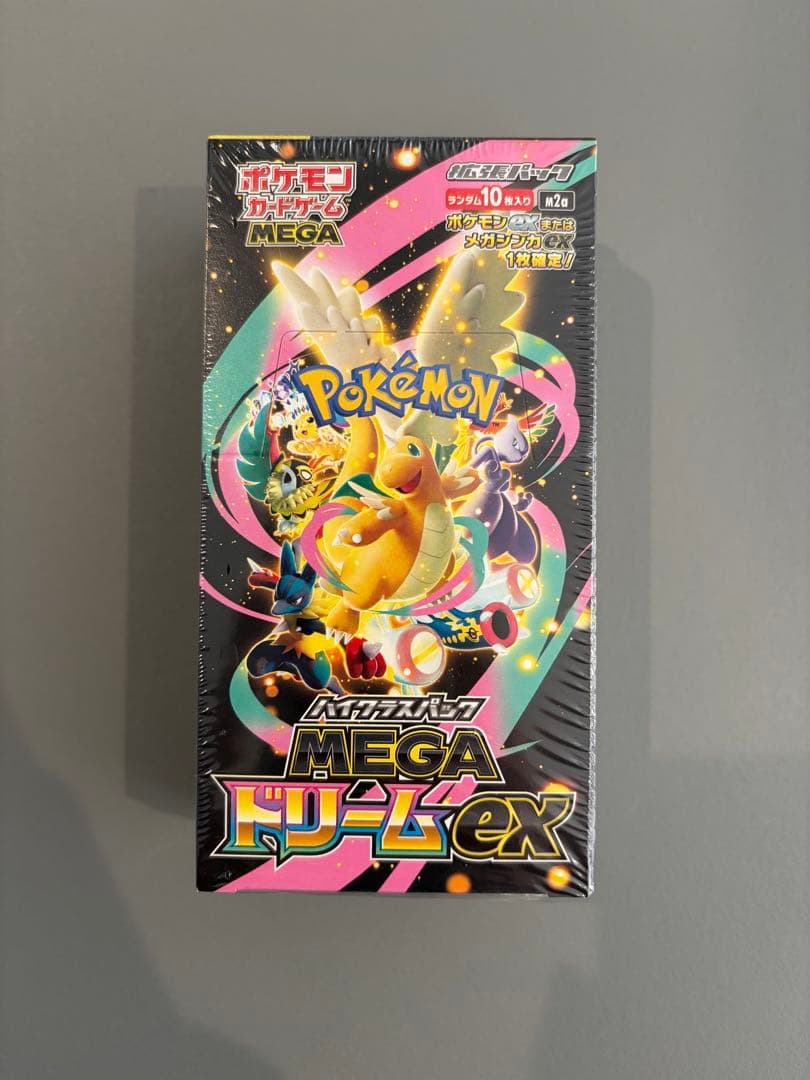 ポケモン
カードゲーム
MEGA
拡張パック
ランダム10枚入り
M2a
ポケモンexまたは
メガシンカex
1枚確定!
POKéMON
TM
ハイクラスパック
MEGA
ドリームex